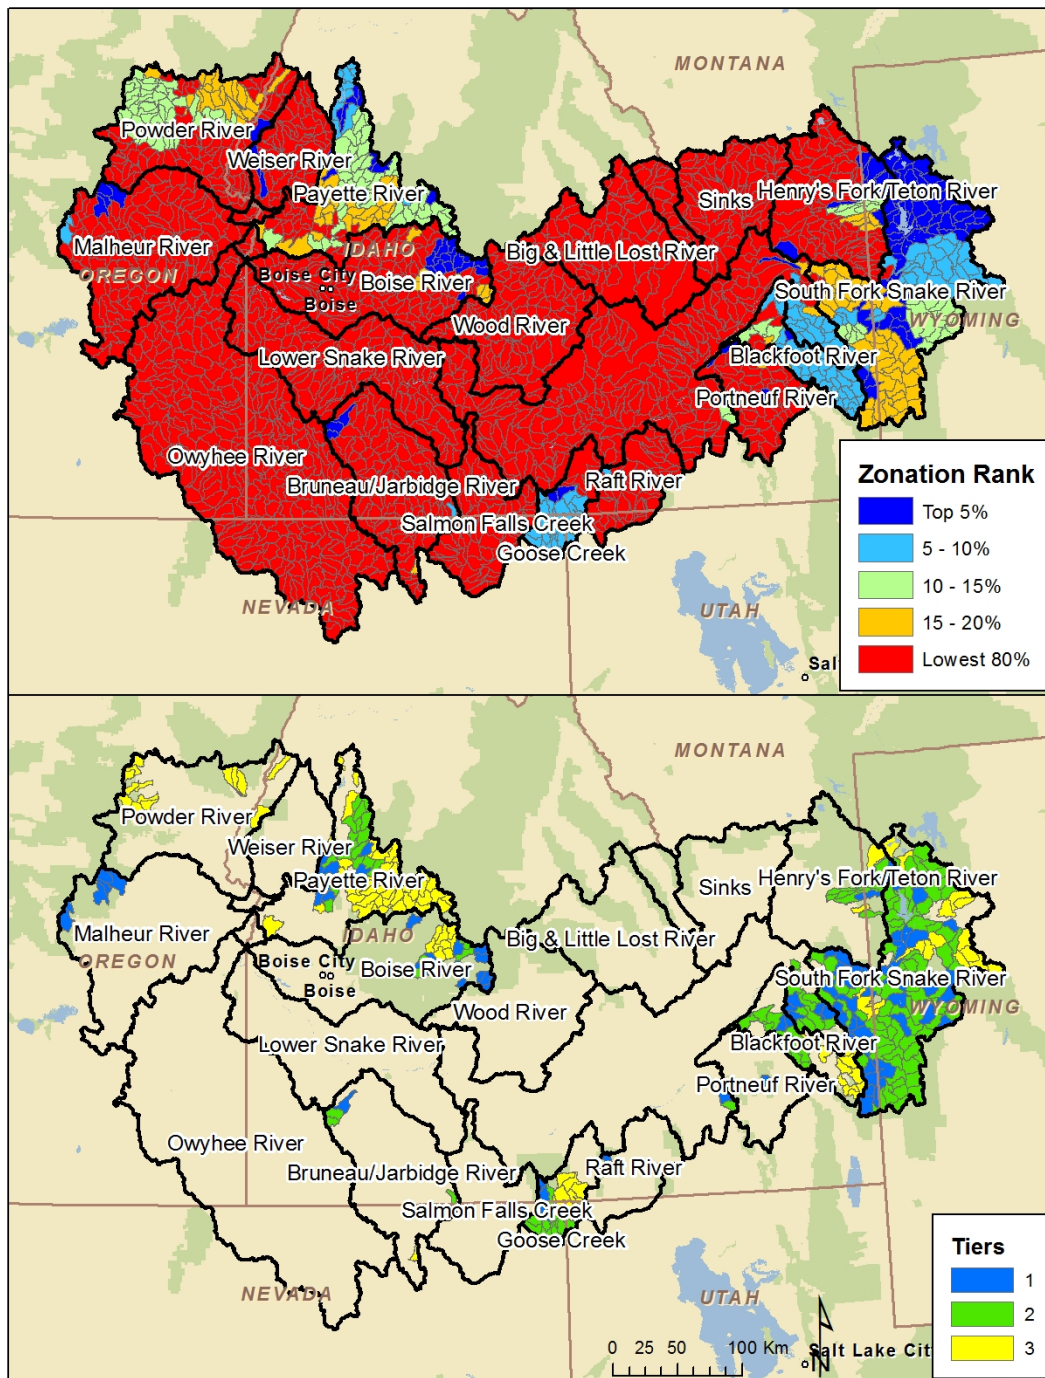 MONTANA
Powder River
Weiser River
Payette River
Sinks
Henry's Fork/Teton River
Malheur River
OREGON
IDAHO
Big & Little Lost River
Boise City
Boise
Boise River
South Fork Snake River
WYOMING
Wood River
Lower Snake River
Blackfoot River
Portneuf River
Owyhee River
Bruneau/Jarbidge River
Raft River
Salmon Falls Creek
Goose Creek
NEVADA
UTAH
Salt
Zonation Rank
Top 5%
5 - 10%
10 - 15%
15 - 20%
Lowest 80%
MONTANA
Powder River
Weiser River
Payette River
Sinks
Henry's Fork/Teton River
Malheur River
OREGON
IDAHO
Big & Little Lost River
Boise City
Boise
Boise River
South Fork Snake River
WYOMING
Wood River
Lower Snake River
Blackfoot River
Portneuf River
Owyhee River
Bruneau/Jarbidge River
Raft River
Salmon Falls Creek
Goose Creek
NEVADA
UTAH
0 25 50 100 Km
N
Salt Lake City
Tiers
1
2
3